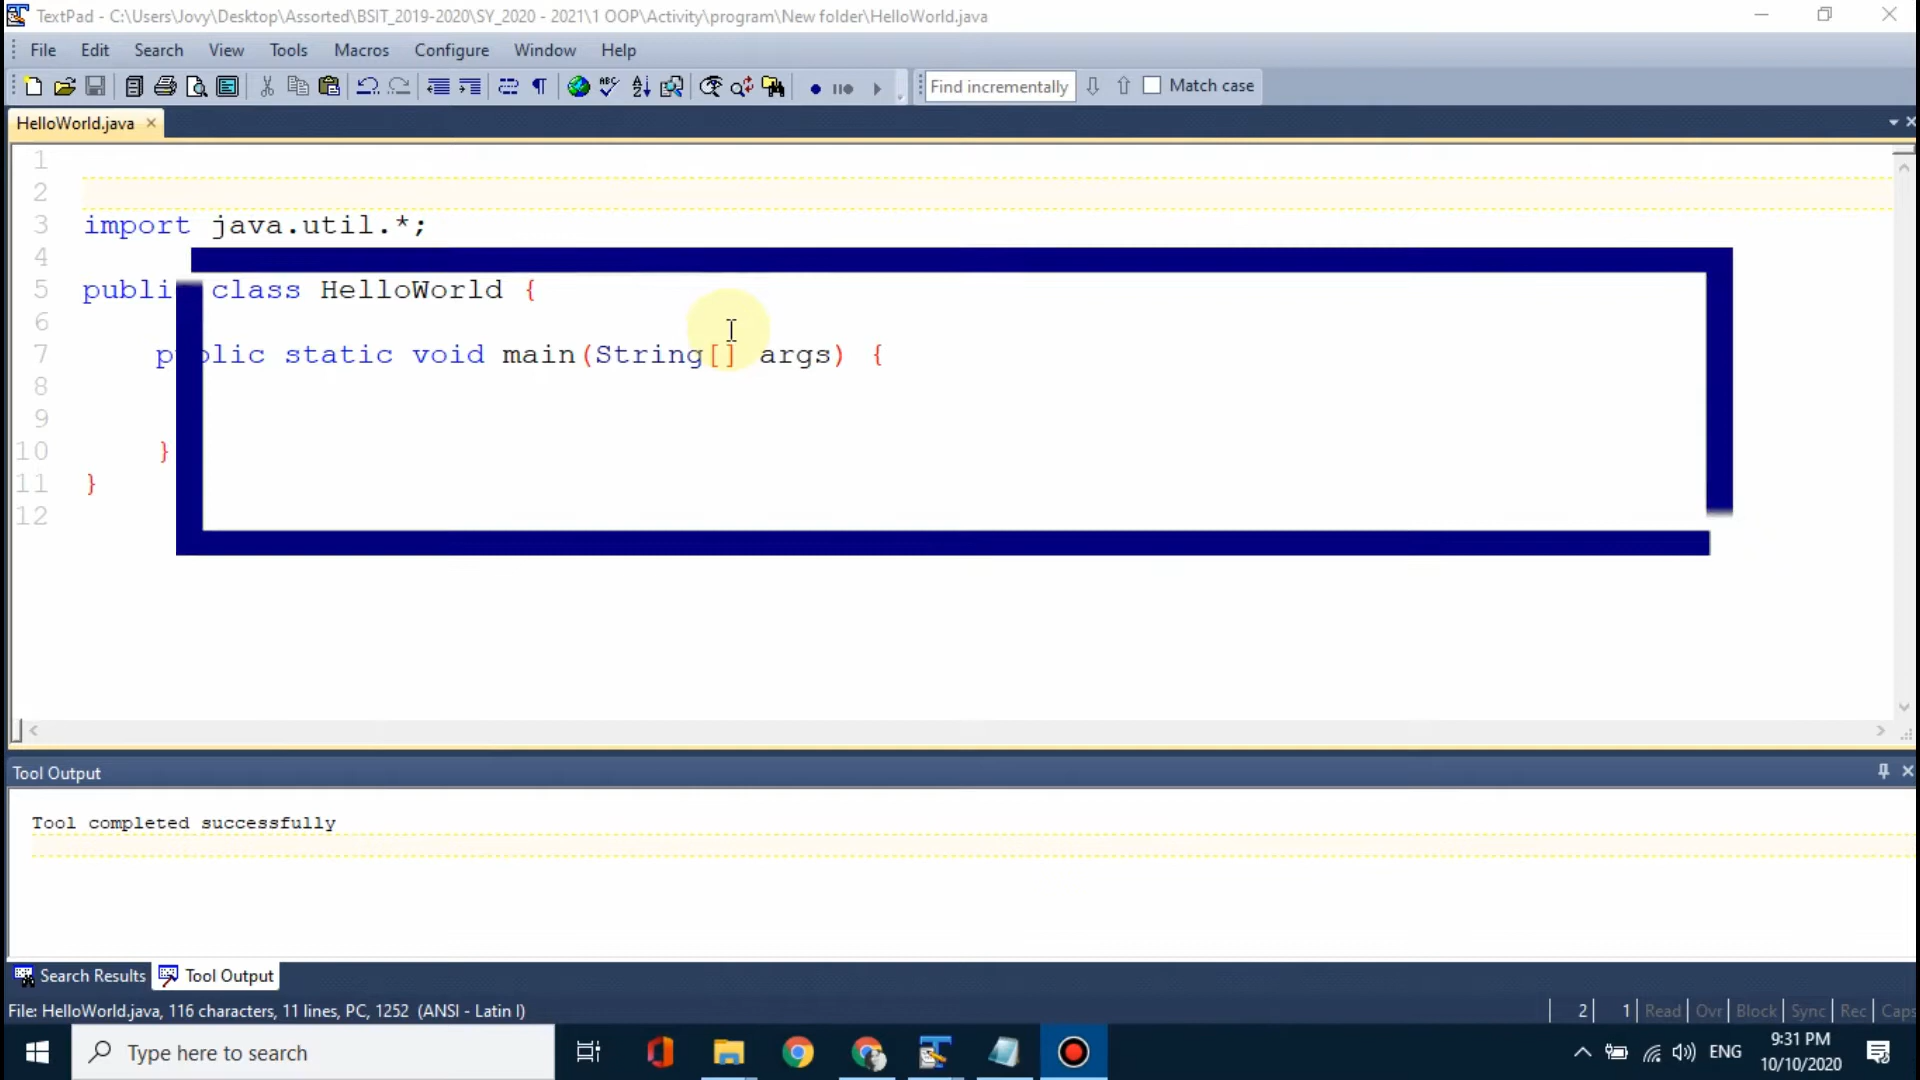 TextPad - C:\Users\Jovy\Desktop\Assorted\BSIT_2019-2020\SY_2020 - 2021\1 OOP\Activity\program\New folder\HelloWorld.java
File Edit Search View Tools Macros Configure Window Help
Find incrementally Match case
HelloWorld.java
1
2
3 import java.util.*;
4
5 publi class HelloWorld {
6
7 public static void main(String[] args) {
8
9
10 }
11 }
12
Tool Output
Tool completed successfully
Search Results Tool Output
File: HelloWorld.java, 116 characters, 11 lines, PC, 1252 (ANSI - Latin I) 2 1 Read Ovr Block Sync Rec Caps
Type here to search ENG 9:31 PM
10/10/2020